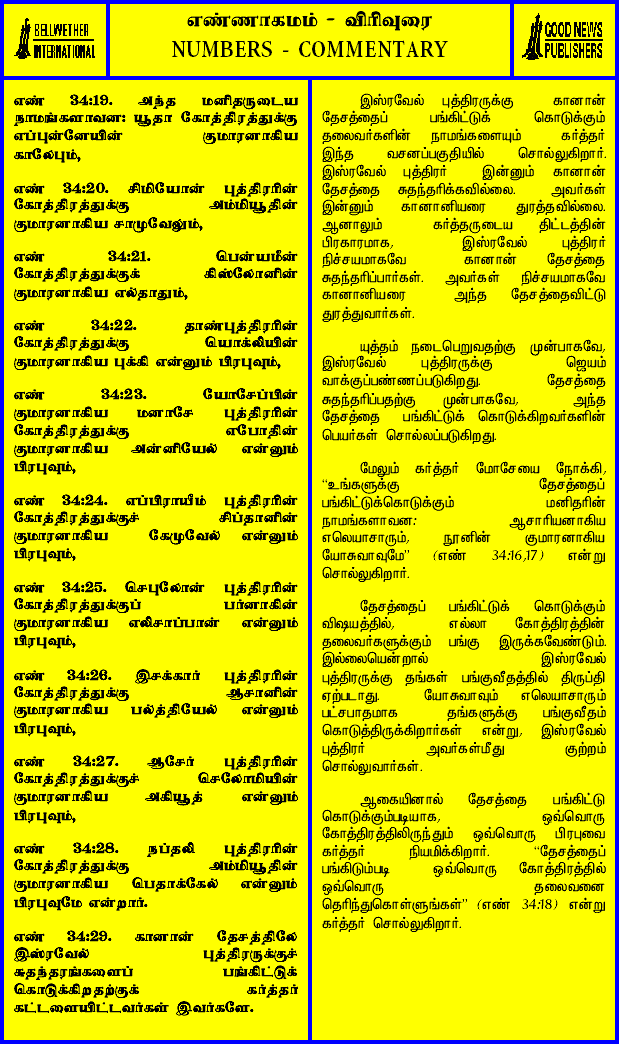 BELLWETHER
INTERNATIONAL
எண்ணாகமம் - விரிவுரை
NUMBERS - COMMENTARY
GOOD NEWS
PUBLISHERS
எண் 34:19. அந்த மனிதருடைய
நாமங்களாவன: யூதா கோத்திரத்துக்கு
எப்புன்னேயின் குமாரனாகிய
காலேபும்,
எண் 34:20. சிமியோன் புத்திரரின்
கோத்திரத்துக்கு அம்மியூதின்
குமாரனாகிய சாமுவேலும்,
எண் 34:21. பென்யமீன்
கோத்திரத்துக்குக் கிஸ்லோனின்
குமாரனாகிய எல்தாதும்,
எண் 34:22. தாண்புத்திரரின்
கோத்திரத்துக்கு யொக்லியின்
குமாரனாகிய புக்கி என்னும் பிரபுவும்,
எண் 34:23. யோசேப்பின்
குமாரனாகிய மனாசே புத்திரரின்
கோத்திரத்துக்கு எபோதின்
குமாரனாகிய அன்னியேல் என்னும்
பிரபுவும்,
எண் 34:24. எப்பிராயீம் புத்திரரின்
கோத்திரத்துக்குச் சிப்தானின்
குமாரனாகிய கேமுவேல் என்னும்
பிரபுவும்,
எண் 34:25. செபுலோன் புத்திரரின்
கோத்திரத்துக்குப் பர்னாகின்
குமாரனாகிய எலிசாப்பான் என்னும்
பிரபுவும்,
எண் 34:26. இசக்கார் புத்திரரின்
கோத்திரத்துக்கு ஆசானின்
குமாரனாகிய பல்த்தியேல் என்னும்
பிரபுவும்,
எண் 34:27. ஆசேர் புத்திரரின்
கோத்திரத்துக்குச் செலோமியின்
குமாரனாகிய அகியூத் என்னும்
பிரபுவும்,
எண் 34:28. நப்தலி புத்திரரின்
கோத்திரத்துக்கு அம்மியூதின்
குமாரனாகிய பெதாக்கேல் என்னும்
பிரபுவுமே என்றார்.
எண் 34:29. கானான் தேசத்திலே
இஸ்ரவேல் புத்திரருக்குச்
சுதந்தரங்களைப் பங்கிட்டுக்
கொடுக்கிறதற்குக் கர்த்தர்
கட்டளையிட்டவர்கள் இவர்களே.
இஸ்ரவேல் புத்திரருக்கு கானான்
தேசத்தைப் பங்கிட்டுக் கொடுக்கும்
தலைவர்களின் நாமங்களையும் கர்த்தர்
இந்த வசனப்பகுதியில் சொல்லுகிறார்.
இஸ்ரவேல் புத்திரர் இன்னும் கானான்
தேசத்தை சுதந்தரிக்கவில்லை. அவர்கள்
இன்னும் கானானியரை துரத்தவில்லை.
ஆனாலும் கர்த்தருடைய திட்டத்தின்
பிரகாரமாக, இஸ்ரவேல் புத்திரர்
நிச்சயமாகவே கானான் தேசத்தை
சுதந்தரிப்பார்கள். அவர்கள் நிச்சயமாகவே
கானானியரை அந்த தேசத்தைவிட்டு
துரத்துவார்கள்.
யுத்தம் நடைபெறுவதற்கு முன்பாகவே,
இஸ்ரவேல் புத்திரருக்கு ஜெயம்
வாக்குப்பண்ணப்படுகிறது. தேசத்தை
சுதந்தரிப்பதற்கு முன்பாகவே, அந்த
தேசத்தை பங்கிட்டுக் கொடுக்கிறவர்களின்
பெயர்கள் சொல்லப்படுகிறது.
மேலும் கர்த்தர் மோசேயை நோக்கி,
“உங்களுக்கு தேசத்தைப்
பங்கிட்டுக்கொடுக்கும் மனிதரின்
நாமங்களாவன: ஆசாரியனாகிய
எலெயாசாரும், நூனின் குமாரனாகிய
யோசுவாவுமே” (எண் 34:16,17) என்று
சொல்லுகிறார்.
தேசத்தைப் பங்கிட்டுக் கொடுக்கும்
விஷயத்தில், எல்லா கோத்திரத்தின்
தலைவர்களுக்கும் பங்கு இருக்கவேண்டும்.
இல்லையென்றால் இஸ்ரவேல்
புத்திரருக்கு தங்கள் பங்குவீதத்தில் திருப்தி
ஏற்படாது. யோசுவாவும் எலெயாசாரும்
பட்சபாதமாக தங்களுக்கு பங்குவீதம்
கொடுத்திருக்கிறார்கள் என்று, இஸ்ரவேல்
புத்திரர் அவர்கள்மீது குற்றம்
சொல்லுவார்கள்.
ஆகையினால் தேசத்தை பங்கிட்டு
கொடுக்கும்படியாக, ஒவ்வொரு
கோத்திரத்திலிருந்தும் ஒவ்வொரு பிரபுவை
கர்த்தர் நியமிக்கிறார். “தேசத்தைப்
பங்கிடும்படி ஒவ்வொரு கோத்திரத்தில்
ஒவ்வொரு தலைவனை
தெரிந்துகொள்ளுங்கள்” (எண் 34:18) என்று
கர்த்தர் சொல்லுகிறார்.